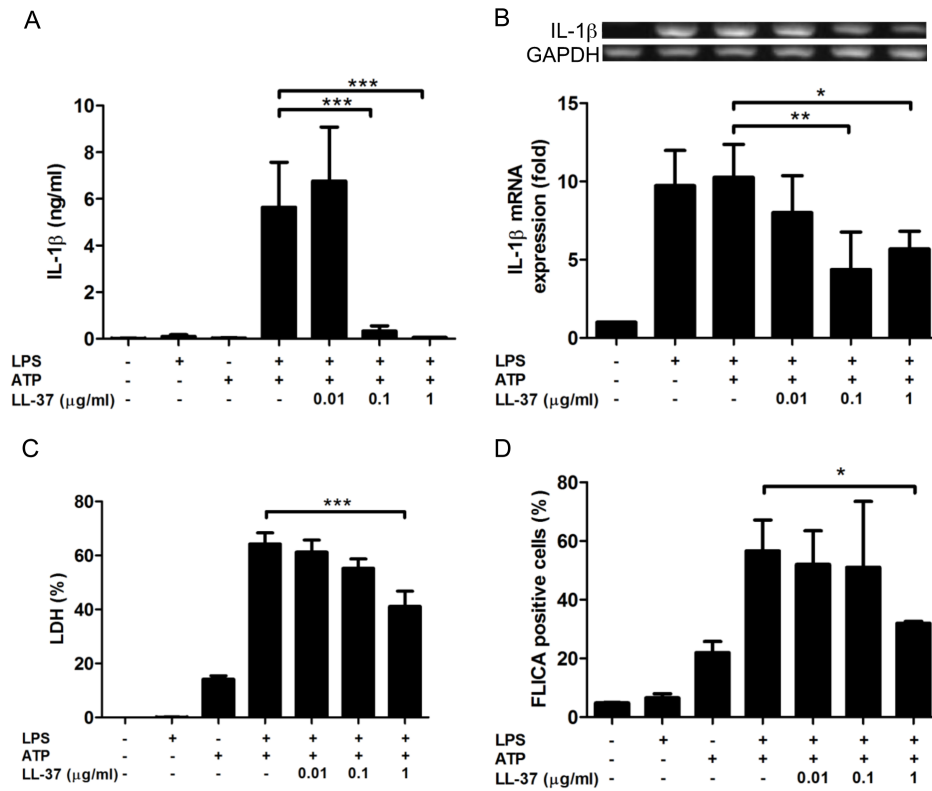 A
B
IL-1β
GAPDH
***
***
10
8
6
4
2
0
IL-1β (ng/ml)
LPS - + - + + + +
ATP - - + + + + +
LL-37 (μg/ml) - - - - 0.01 0.1 1
*
**
15
10
5
0
IL-1β mRNA
expression (fold)
LPS - + + + + +
ATP - - + + + +
LL-37 (μg/ml) - - - 0.01 0.1 1
C
D
***
80
60
40
20
0
LDH (%)
LPS - + - + + + +
ATP - - + + + + +
LL-37 (μg/ml) - - - - 0.01 0.1 1
*
80
60
40
20
0
FLICA positive cells (%)
LPS - + - + + + +
ATP - - + + + + +
LL-37 (μg/ml) - - - - 0.01 0.1 1